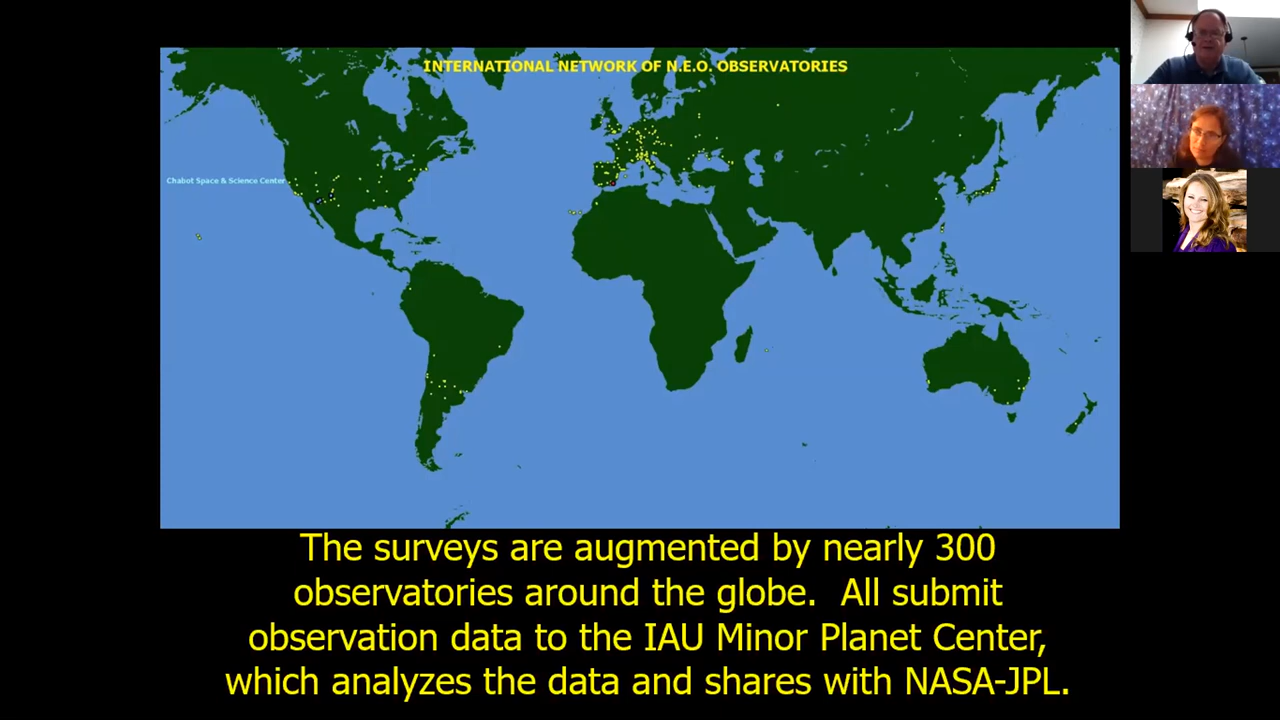 INTERNATIONAL NETWORK OF N.E.O. OBSERVATORIES
Chabot Space & Science Center
The surveys are augmented by nearly 300
observatories around the globe.  All submit
observation data to the IAU Minor Planet Center,
which analyzes the data and shares with NASA-JPL.